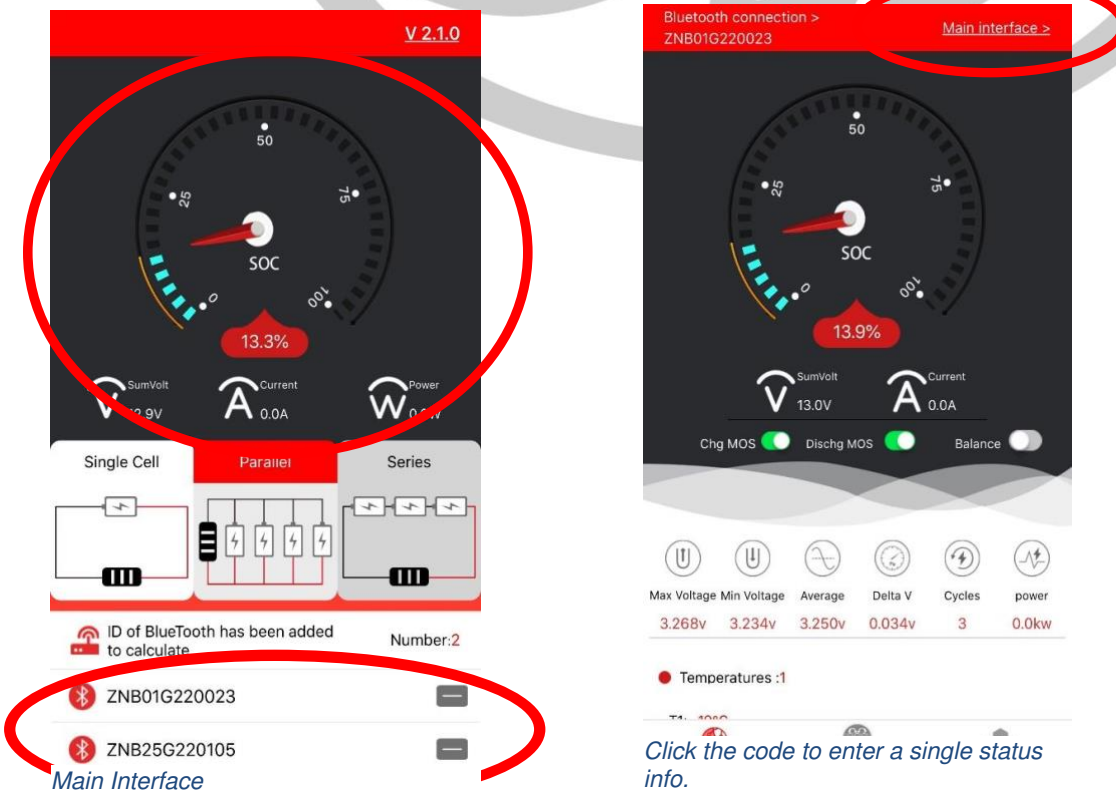 V 2.1.0
50
25
75
SOC
0
100
13.3%
SumVolt
V
Current
A 0.0A
Power
W
Single Cell
Parallel
Series
ID of BlueTooth has been added
to calculate
Number:2
ZNB01G220023
ZNB25G220105
Main Interface
Bluetooth connection >
ZNB01G220023
Main interface >
50
25
75
SOC
0
100
13.9%
SumVolt
V 13.0V
Current
A 0.0A
Chg MOS
Dischg MOS
Balance
Max Voltage
Min Voltage
Average
Delta V
Cycles
power
3.268v
3.234v
3.250v
0.034v
3
0.0kw
Temperatures :1
Click the code to enter a single status
info.